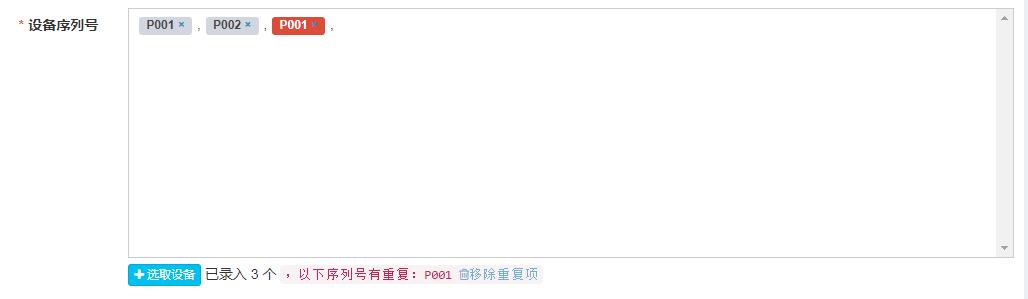 * 设备序列号 P001 × , P002 × , P001 × ,
+ 选取设备 已录入 3 个 , 以下序列号有重复: P001 移除重复项